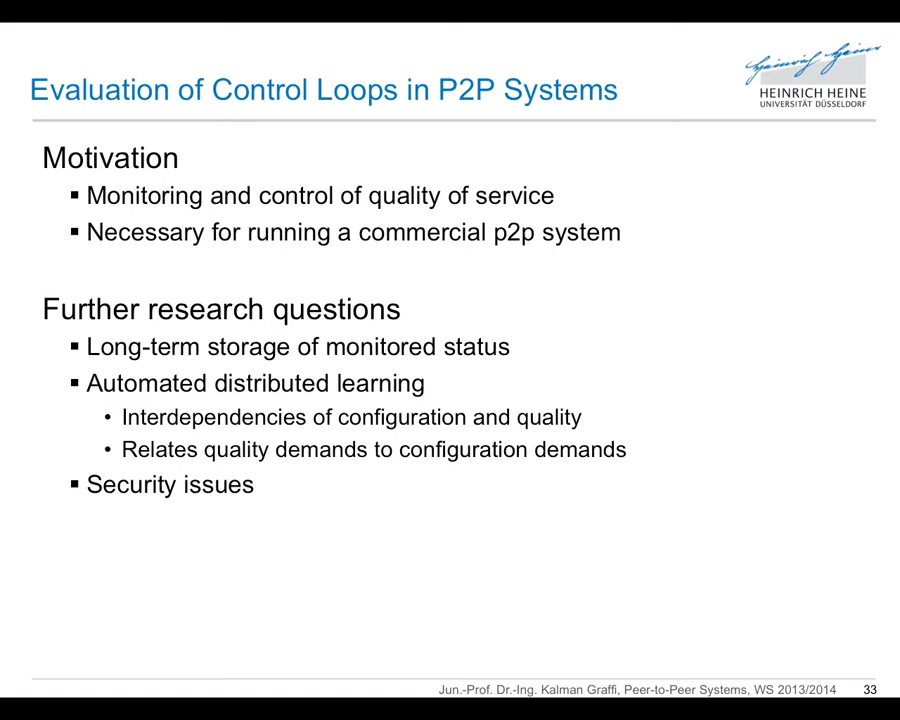 Heinrich Heine
HEINRICH HEINE
UNIVERSITÄT DÜSSELDORF
Evaluation of Control Loops in P2P Systems
Motivation
▪ Monitoring and control of quality of service
▪ Necessary for running a commercial p2p system
Further research questions
▪ Long-term storage of monitored status
▪ Automated distributed learning
• Interdependencies of configuration and quality
• Relates quality demands to configuration demands
▪ Security issues
Jun.-Prof. Dr.-Ing. Kalman Graffi, Peer-to-Peer Systems, WS 2013/2014 33